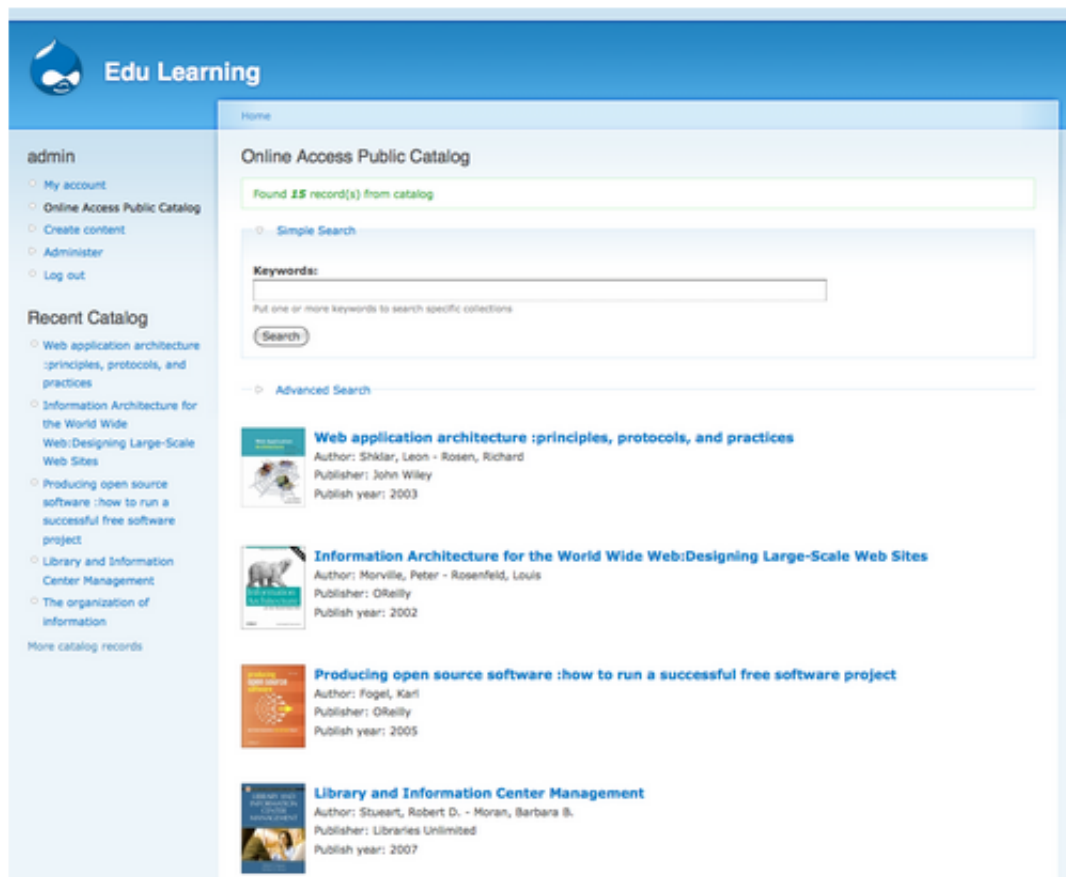 Edu Learning
Home
admin
My account
Online Access Public Catalog
Create content
Administer
Log out
Recent Catalog
Web application architecture
:principles, protocols, and
practices
Information Architecture for
the World Wide
Web:Designing Large-Scale
Web Sites
Producing open source
software :how to run a
successful free software
project
Library and Information
Center Management
The organization of
information
More catalog records
Online Access Public Catalog
Found 15 record(s) from catalog
Simple Search
Keywords:
Put one or more keywords to search specific collections
Search
Advanced Search
Web application architecture :principles, protocols, and practices
Author: Shklar, Leon - Rosen, Richard
Publisher: John Wiley
Publish year: 2003
Information Architecture for the World Wide Web:Designing Large-Scale Web Sites
Author: Morville, Peter - Rosenfeld, Louis
Publisher: OReilly
Publish year: 2002
Producing open source software :how to run a successful free software project
Author: Fogel, Karl
Publisher: OReilly
Publish year: 2005
Library and Information Center Management
Author: Stueart, Robert D. - Moran, Barbara B.
Publisher: Libraries Unlimited
Publish year: 2007